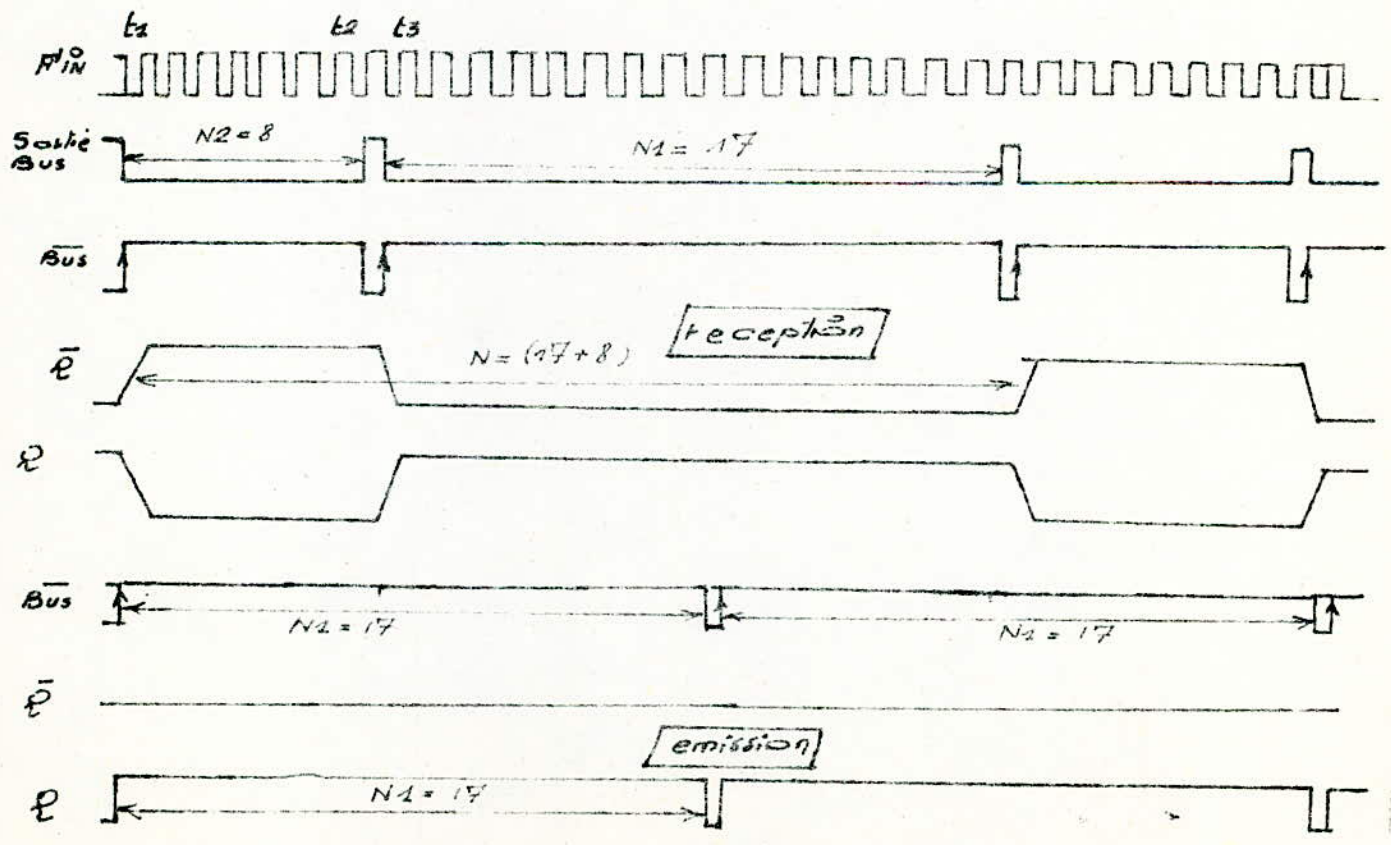 t1 t2 t3
Sortie
Bus
N2 = 8
N1 = 17
Bus
reception
N = (17 + 8)
Bus
N1 = 17
N1 = 17
emission
N1 = 17